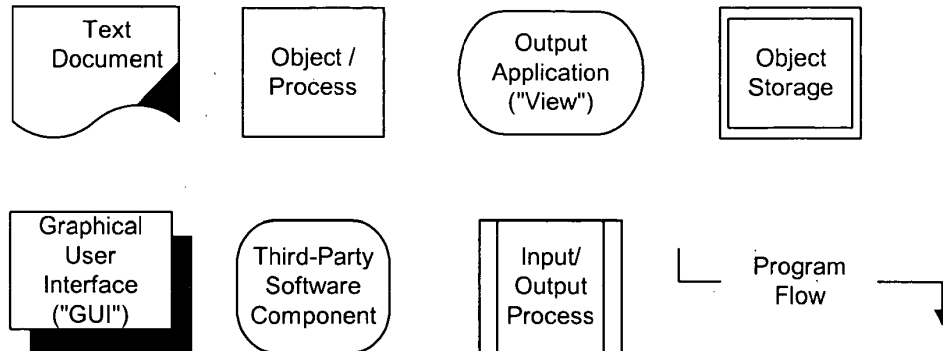 Text
Document
Object /
Process
Output
Application
("View")
Object
Storage
Graphical
User
Interface
("GUI")
Third-Party
Software
Component
Input/
Output
Process
Program
Flow